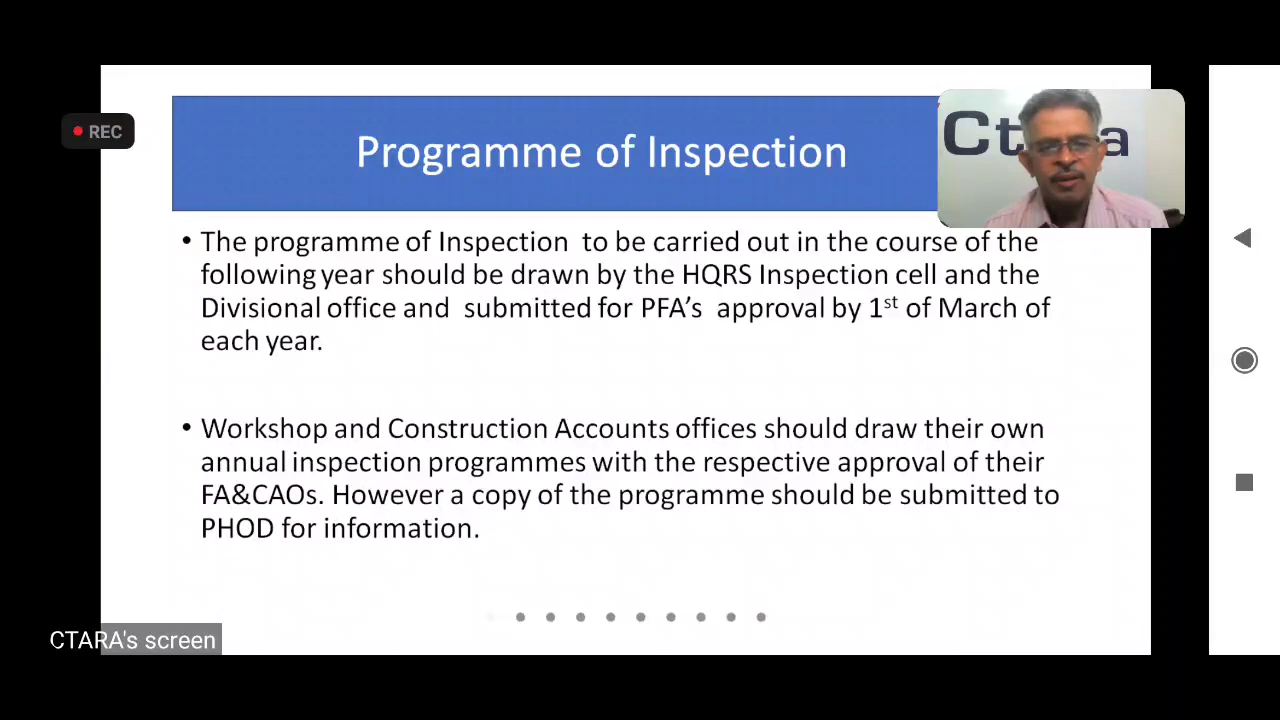 REC
Programme of Inspection
Ct a
• The programme of Inspection to be carried out in the course of the
following year should be drawn by the HQRS Inspection cell and the
Divisional office and submitted for PFA's approval by 1st of March of
each year.
• Workshop and Construction Accounts offices should draw their own
annual inspection programmes with the respective approval of their
FA&CAOs. However a copy of the programme should be submitted to
PHOD for information.
CTARA's screen